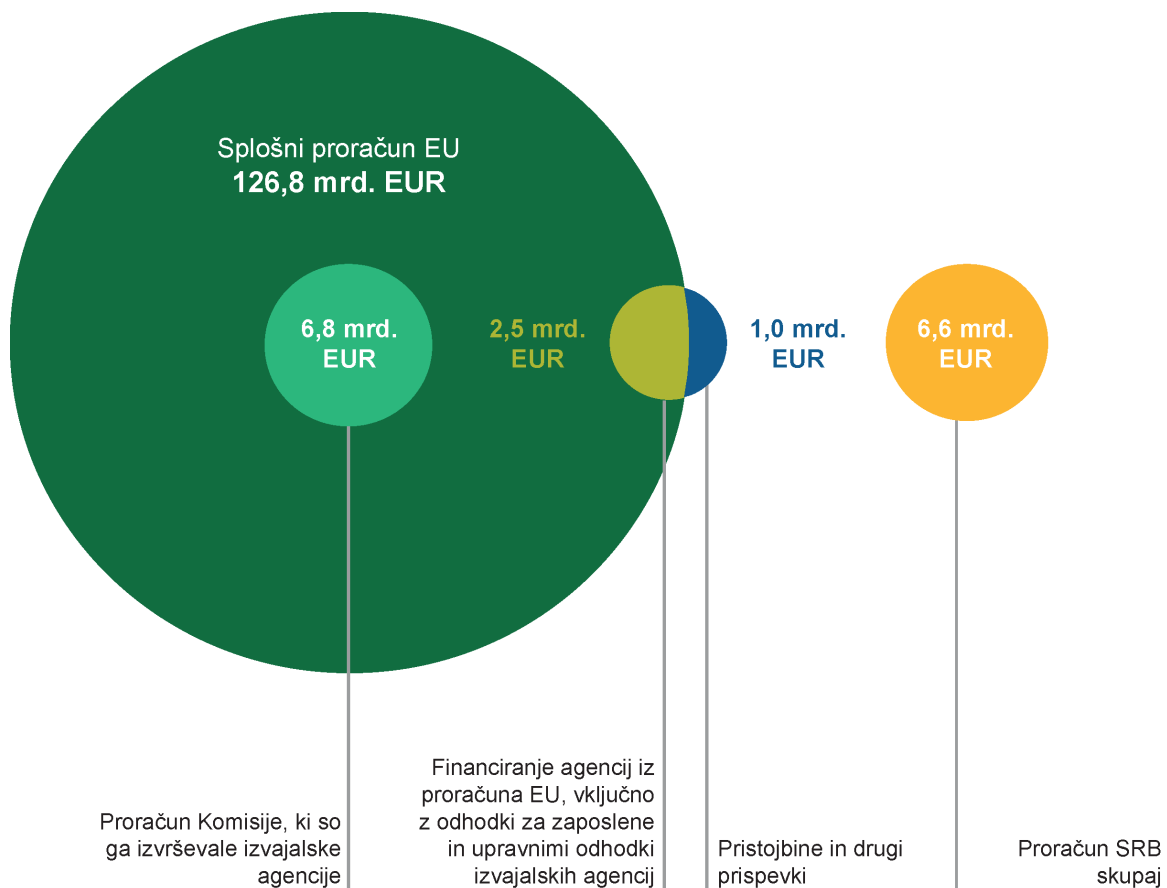 Splošni proračun EU
126,8 mrd. EUR
6,8 mrd.
EUR
2,5 mrd.
EUR
1,0 mrd.
EUR
6,6 mrd.
EUR
Proračun Komisije, ki so
ga izvrševale izvajalske
agencije
Financiranje agencij iz
proračuna EU, vključno
z odhodki za zaposlene
in upravnimi odhodki
izvajalskih agencij
Pristojbine in drugi
prispevki
Proračun SRB
skupaj